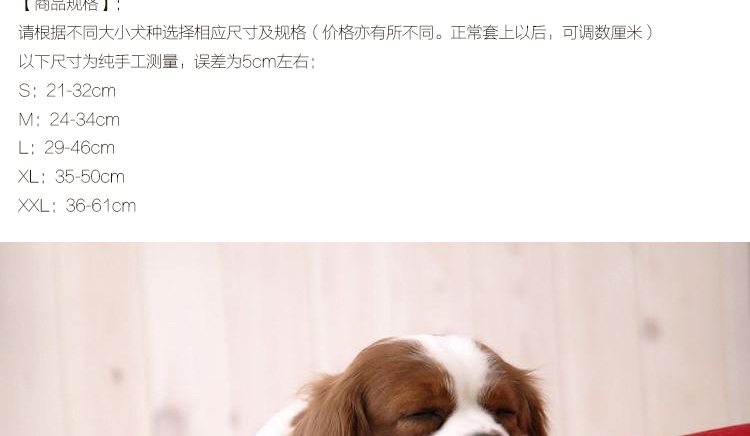 【商品规格】:
请根据不同大小犬种选择相应尺寸及规格（价格亦有所不同。正常套上以后，可调数厘米）
以下尺寸为纯手工测量，误差为5cm左右:
S: 21-32cm
M: 24-34cm
L: 29-46cm
XL: 35-50cm
XXL: 36-61cm